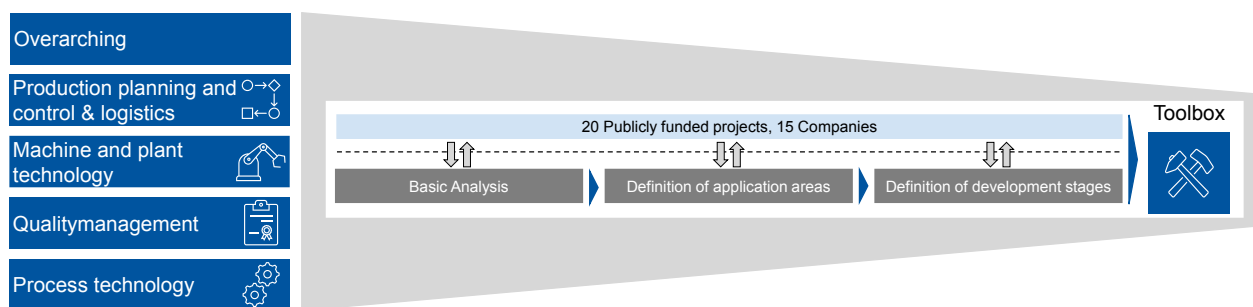 Overarching
Production planning and
control & logistics
Machine and plant
technology
Qualitymanagement
Process technology
20 Publicly funded projects, 15 Companies
Basic Analysis
Definition of application areas
Definition of development stages
Toolbox